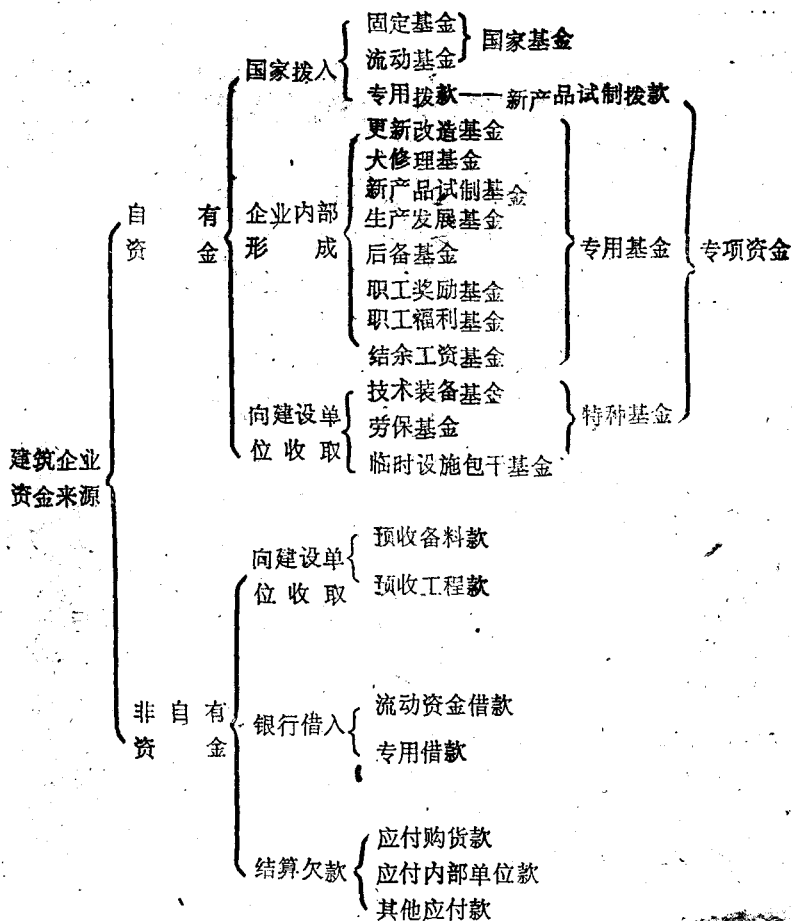 固定基金
流动基金
国家基金
国家拨入
专用拨款——新产品试制拨款
更新改造基金
大修理基金
新产品试制基金
生产发展基金
后备基金
职工奖励基金
职工福利基金
结余工资基金
自有
资金
企业内部
形成
专用基金
专项资金
技术装备基金
劳保基金
临时设施包干基金
向建设单
位收取
特种基金
建筑企业
资金来源
向建设单
位收取
预收备料款
预收工程款
非自有
资金
银行借入
流动资金借款
专用借款
结算欠款
应付购货款
应付内部单位款
其他应付款